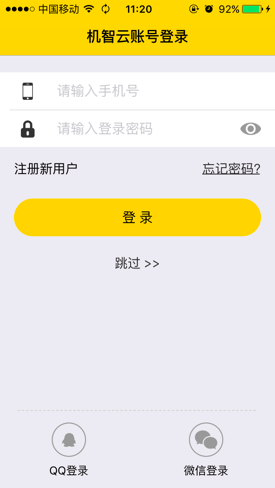 中国移动 11:20 92%
机智云账号登录
请输入手机号
请输入登录密码
注册新用户 忘记密码?
登 录
跳过 >>
QQ登录 微信登录